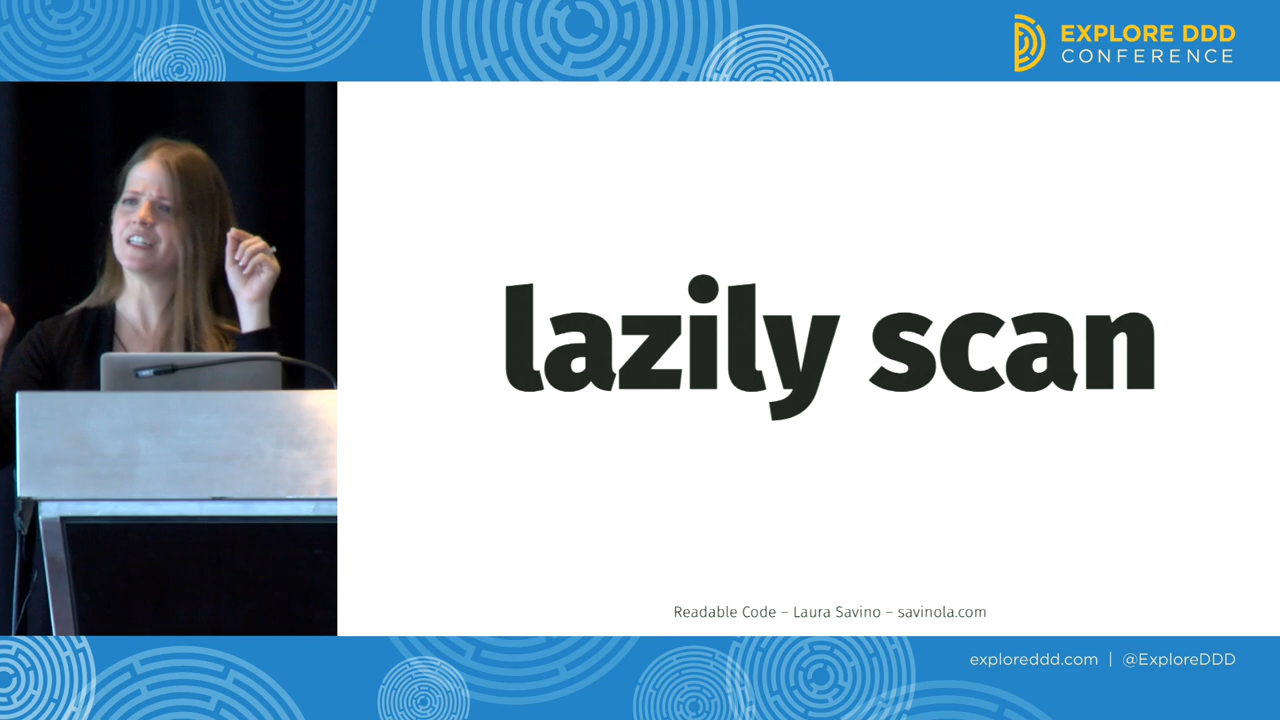 EXPLORE DDD
CONFERENCE
lazily scan
Readable Code – Laura Savino – savinola.com
exploreddd.com | @ExploreDDD